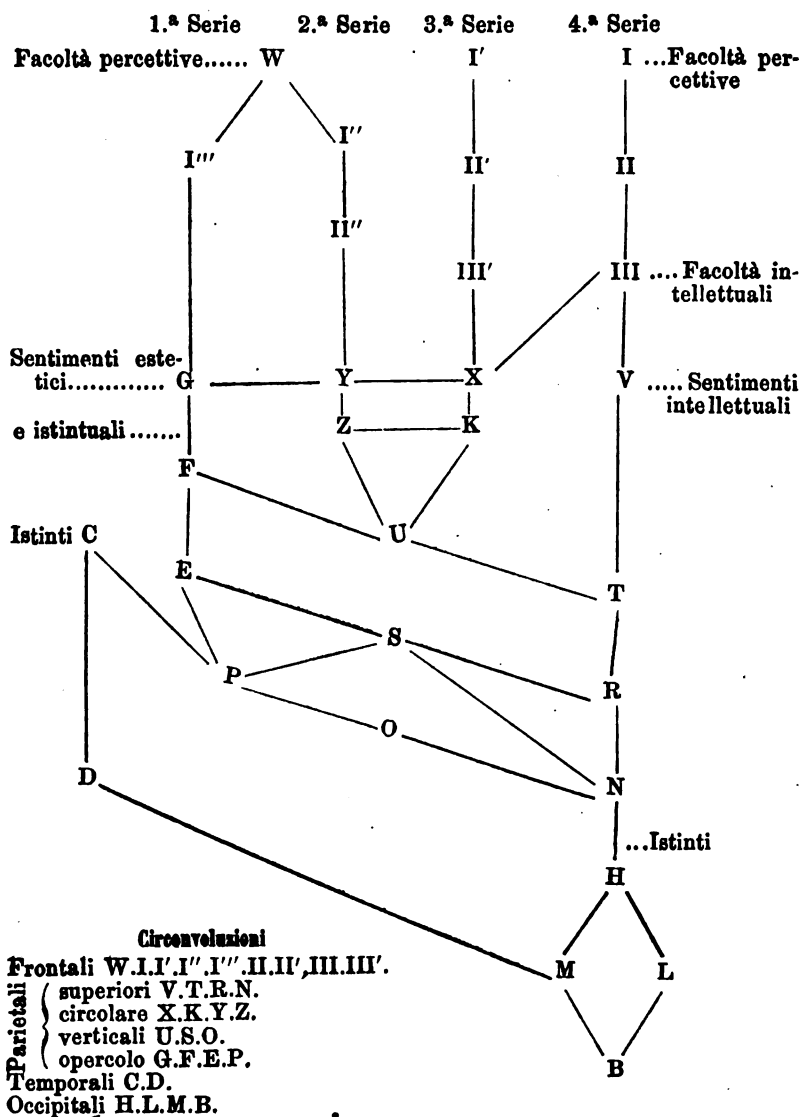 1.ª Serie 2.ª Serie 3.ª Serie 4.ª Serie
Facoltà percettive...... W I' I ...Facoltà per-
cettive
I''
I''' II' II
II''
III' III ....Facoltà in-
tellettuali
Sentimenti este-
tici............. G Y X V ..... Sentimenti
intellettuali
e istintuali ....... Z K
F
Istinti C U
E T
S
P R
O
D N
...Istinti
H
Circonvoluzioni
Frontali W.I.I'.I''.I'''.II.II',III.III'.
M L
Parietali
superiori V.T.R.N.
circolare X.K.Y.Z.
verticali U.S.O.
opercolo G.F.E.P.
B
Temporali C.D.
Occipitali H.L.M.B.